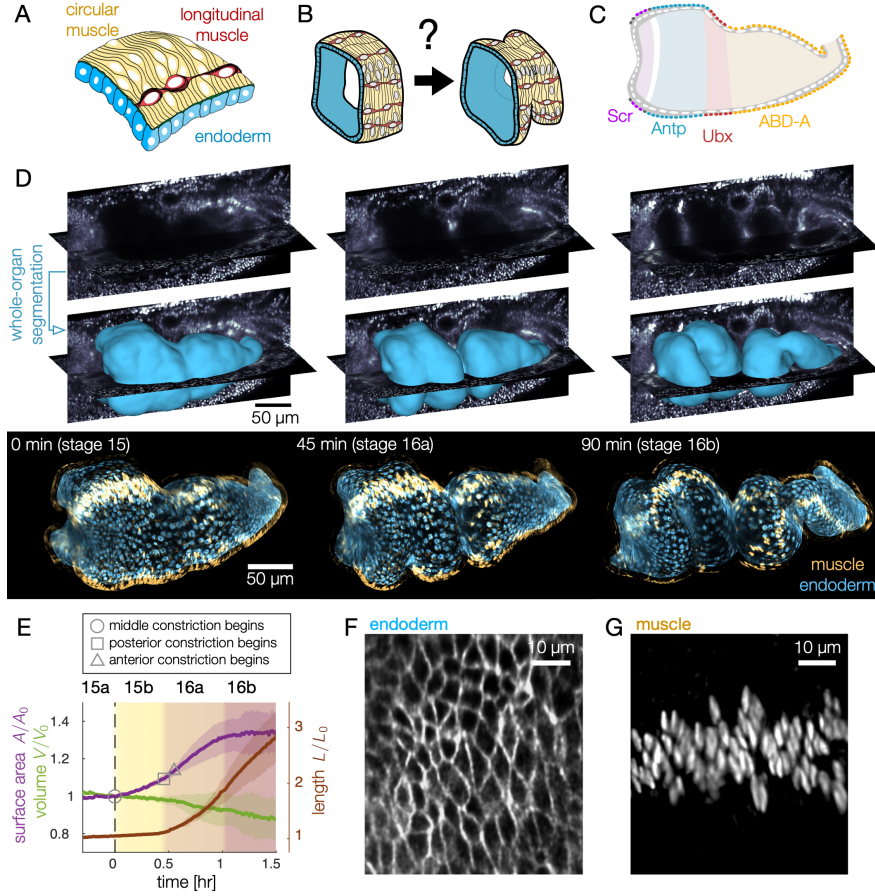 A
circular
muscle
longitudinal
muscle
endoderm
B
?
C
Scr
Antp
Ubx
ABD-A
D
whole-organ
segmentation
50 µm
0 min (stage 15)
45 min (stage 16a)
90 min (stage 16b)
50 µm
muscle
endoderm
E
middle constriction begins
posterior constriction begins
anterior constriction begins
15a
15b
16a
16b
surface area A/A0
volume V/V0
1.4
1.2
1
0.8
3
2
1
length L/L0
0
0.5
1
1.5
time [hr]
F
endoderm
10 µm
G
muscle
10 µm